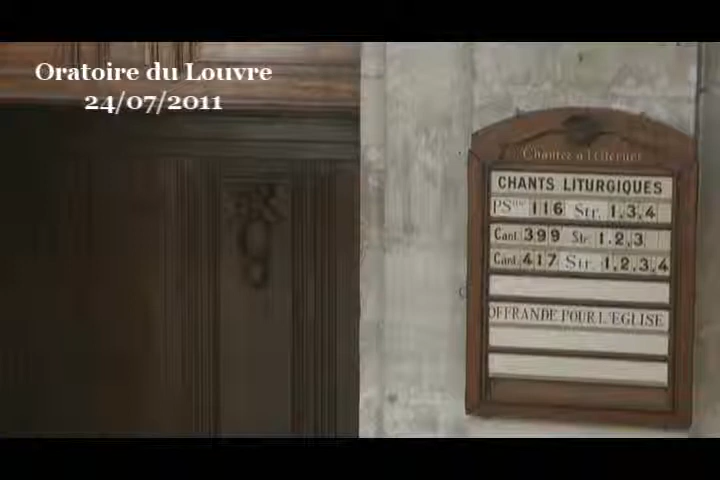 Oratoire du Louvre
24/07/2011
Chantez à l'Eternel
CHANTS LITURGIQUES
PSme 116 Str. 1.3.4
Cant. 399 Str. 1.2.3
Cant. 417 Str. 1.2.3.4
OFFRANDE POUR L'EGLISE